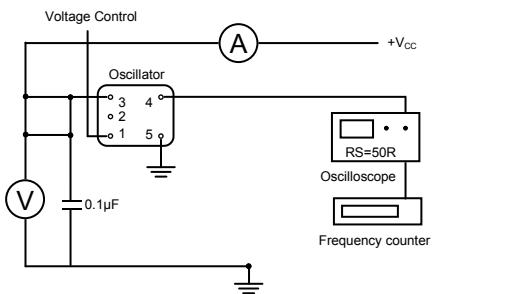 Voltage Control
A
+VCC
Oscillator
3 4
2
1 5
RS=50R
Oscilloscope
V
0.1µF
Frequency counter